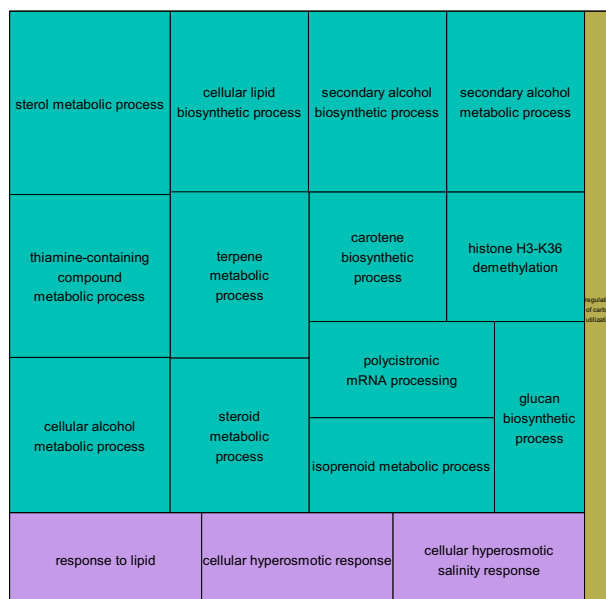 sterol metabolic process
cellular lipid
biosynthetic process
secondary alcohol
biosynthetic process
secondary alcohol
metabolic process
thiamine-containing
compound
metabolic process
terpene
metabolic
process
carotene
biosynthetic
process
histone H3-K36
demethylation
of carb
polycistronic
mRNA processing
glucan
biosynthetic
process
cellular alcohol
metabolic process
steroid
metabolic
process
isoprenoid metabolic process
response to lipid
cellular hyperosmotic response
cellular hyperosmotic
salinity response